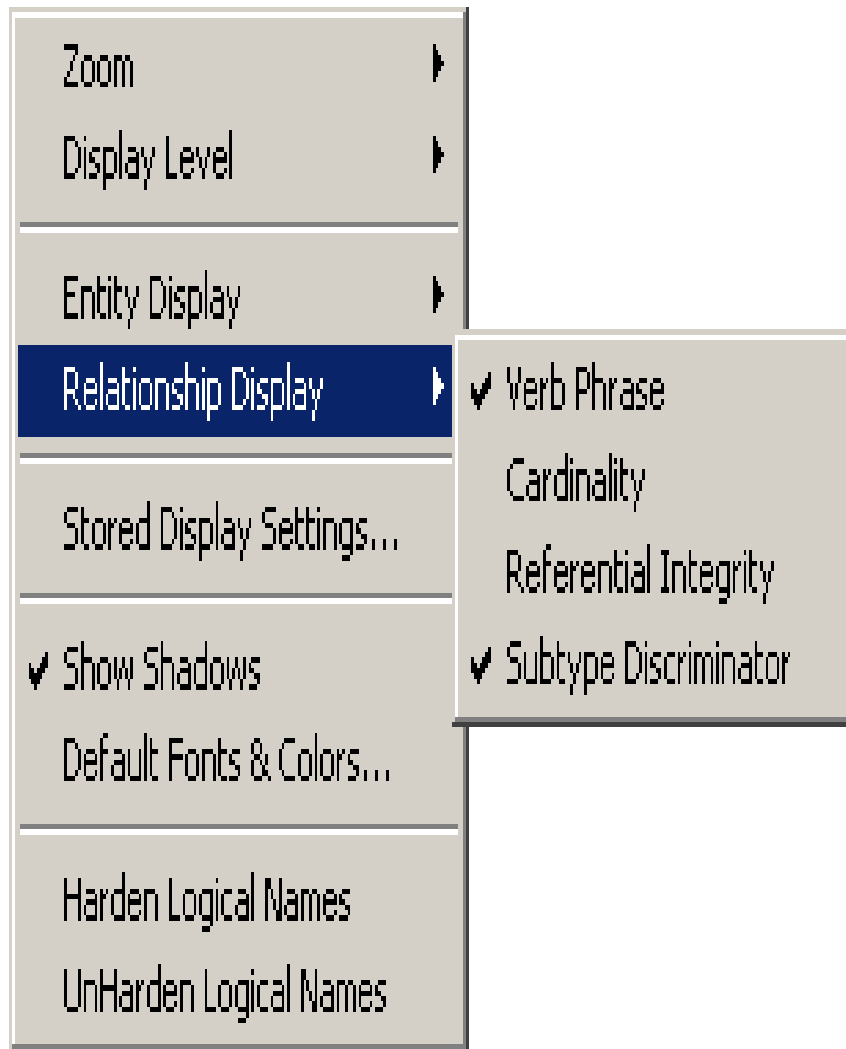 Zoom
Display Level
Entity Display
Relationship Display
Verb Phrase
Cardinality
Referential Integrity
Subtype Discriminator
Stored Display Settings...
Show Shadows
Default Fonts & Colors...
Harden Logical Names
UnHarden Logical Names